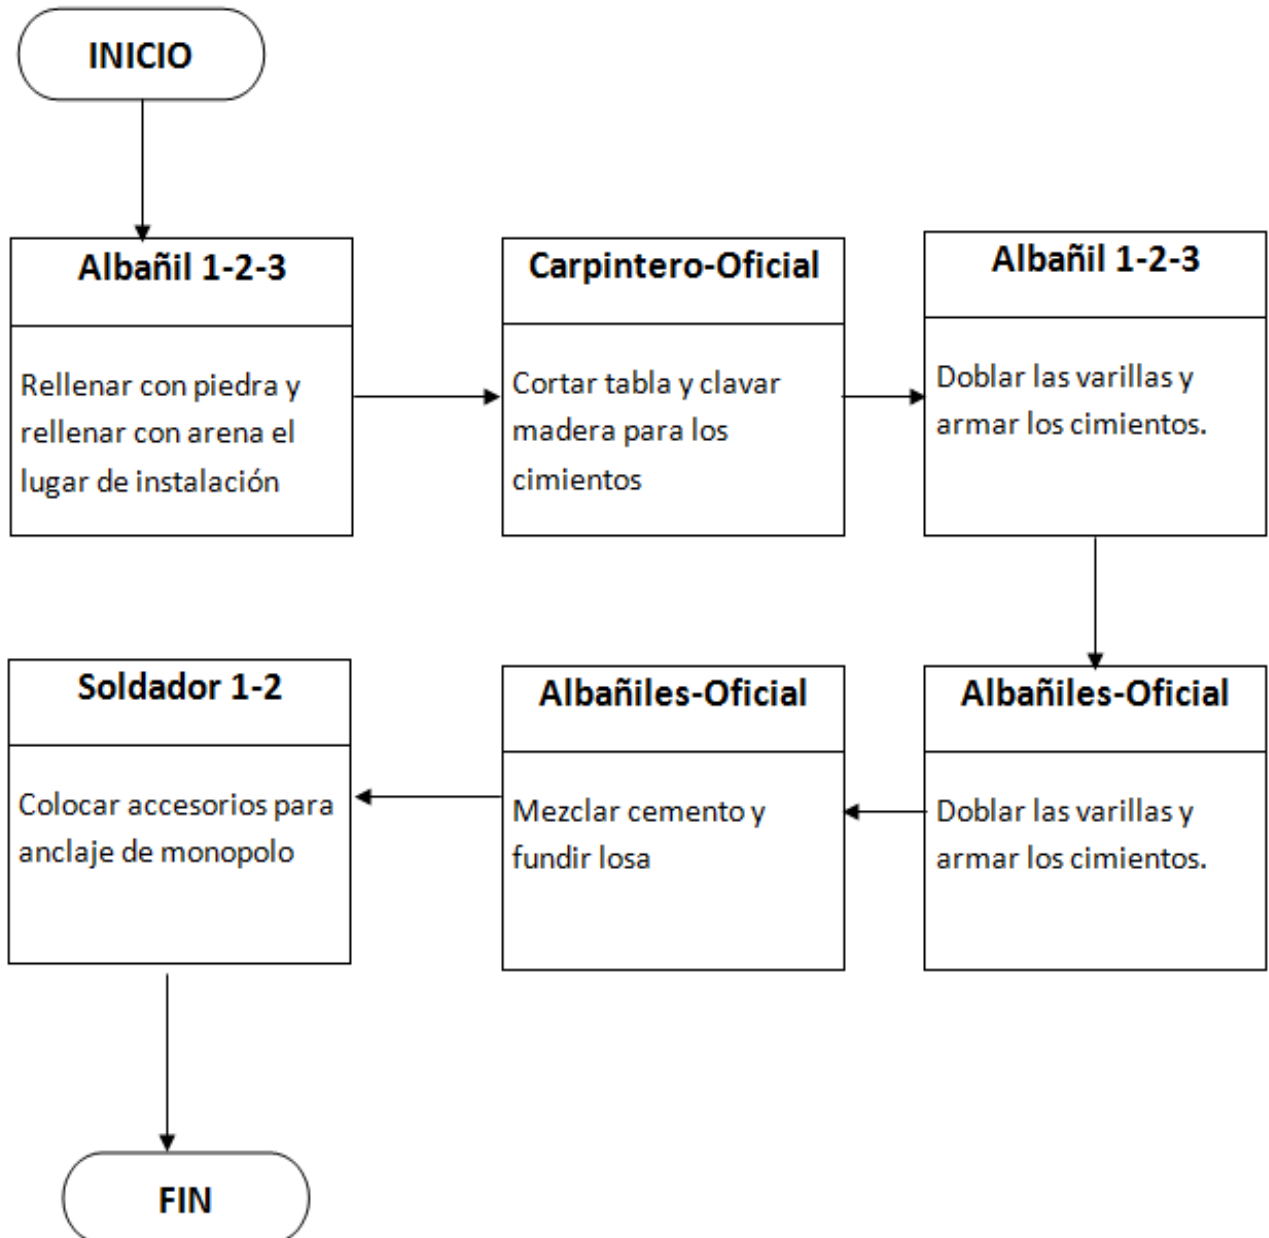 INICIO
Albañil 1-2-3
Rellenar con piedra y
rellenar con arena el
lugar de instalación
Carpintero-Oficial
Cortar tabla y clavar
madera para los
cimientos
Albañil 1-2-3
Doblar las varillas y
armar los cimientos.
Albañiles-Oficial
Doblar las varillas y
armar los cimientos.
Albañiles-Oficial
Mezclar cemento y
fundir losa
Soldador 1-2
Colocar accesorios para
anclaje de monopolo
FIN